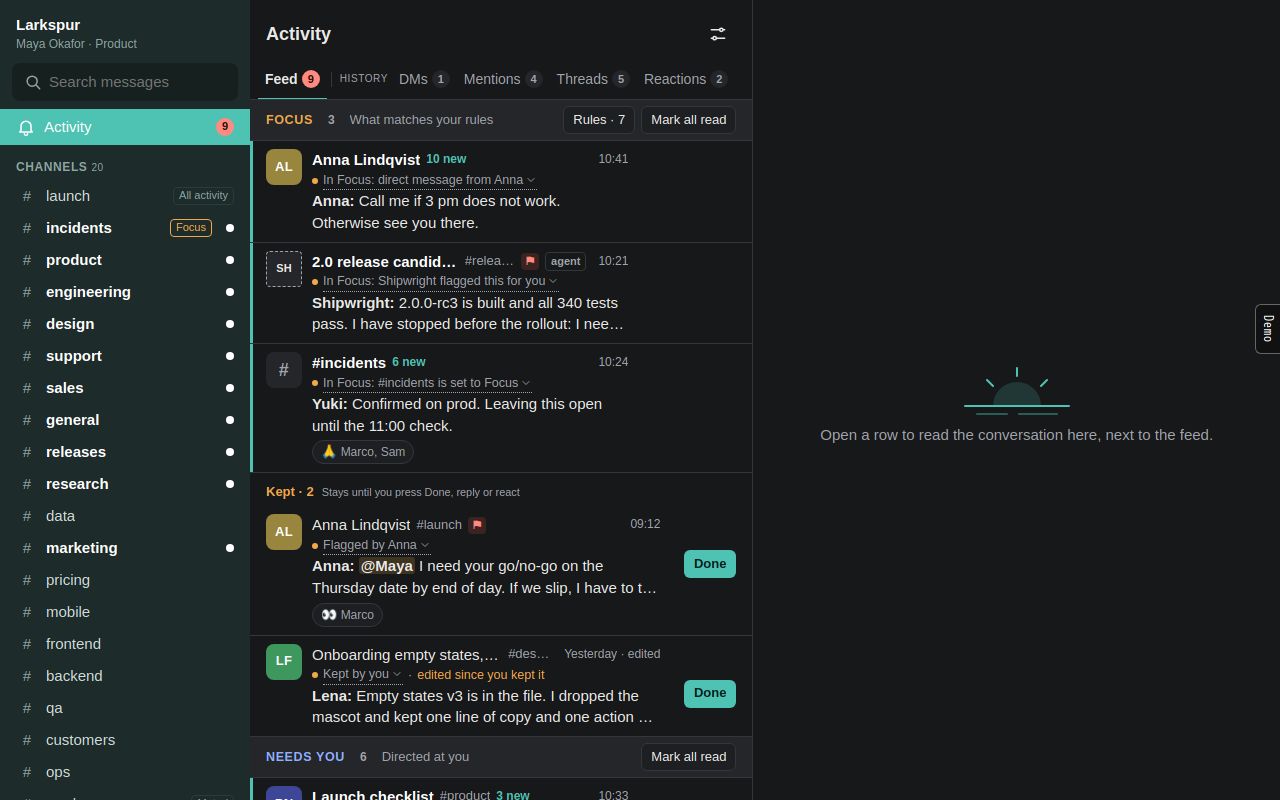 Larkspur
Maya Okafor · Product
Search messages
Activity
9
CHANNELS 20
# launch All activity
# incidents Focus
# product
# engineering
# design
# support
# sales
# general
# releases
# research
# data
# marketing
# pricing
# mobile
# frontend
# backend
# qa
# customers
# ops
Activity
Feed 9 HISTORY DMs 1 Mentions 4 Threads 5 Reactions 2
FOCUS 3 What matches your rules Rules · 7 Mark all read
AL Anna Lindqvist 10 new 10:41
In Focus: direct message from Anna
Anna: Call me if 3 pm does not work.
Otherwise see you there.
SH 2.0 release candid… #relea… agent 10:21
In Focus: Shipwright flagged this for you
Shipwright: 2.0.0-rc3 is built and all 340 tests
pass. I have stopped before the rollout: I nee…
# #incidents 6 new 10:24
In Focus: #incidents is set to Focus
Yuki: Confirmed on prod. Leaving this open
until the 11:00 check.
🙏 Marco, Sam
Kept · 2 Stays until you press Done, reply or react
AL Anna Lindqvist #launch 09:12
Flagged by Anna
Anna: @Maya I need your go/no-go on the
Thursday date by end of day. If we slip, I have to t…
Done
👀 Marco
LF Onboarding empty states,… #des… Yesterday · edited
Kept by you · edited since you kept it
Lena: Empty states v3 is in the file. I dropped the
mascot and kept one line of copy and one action …
Done
NEEDS YOU 6 Directed at you Mark all read
Launch checklist #product 3 new 10:33
Open a row to read the conversation here, next to the feed.
Demo